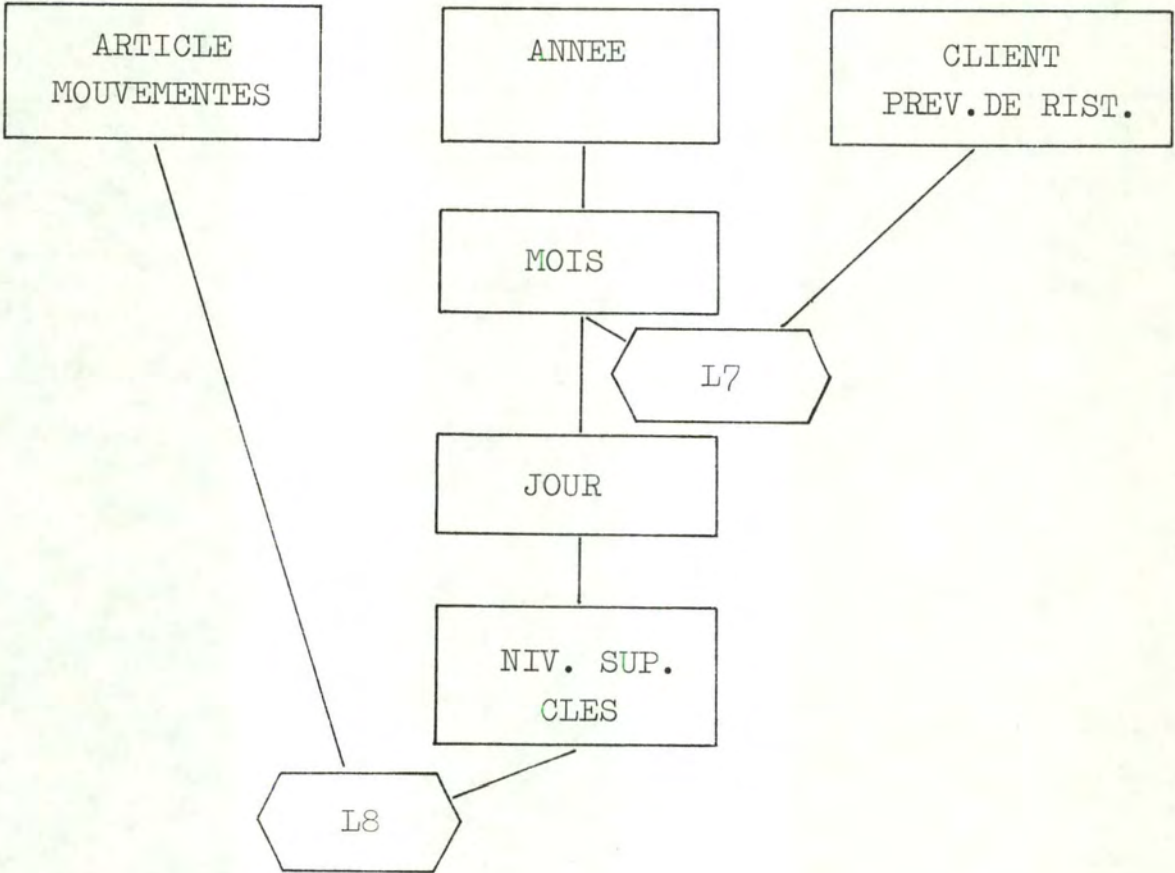 ARTICLE
MOUVEMENTES
ANNEE
CLIENT
PREV.DE RIST.
MOIS
L7
JOUR
NIV. SUP.
CLES
L8